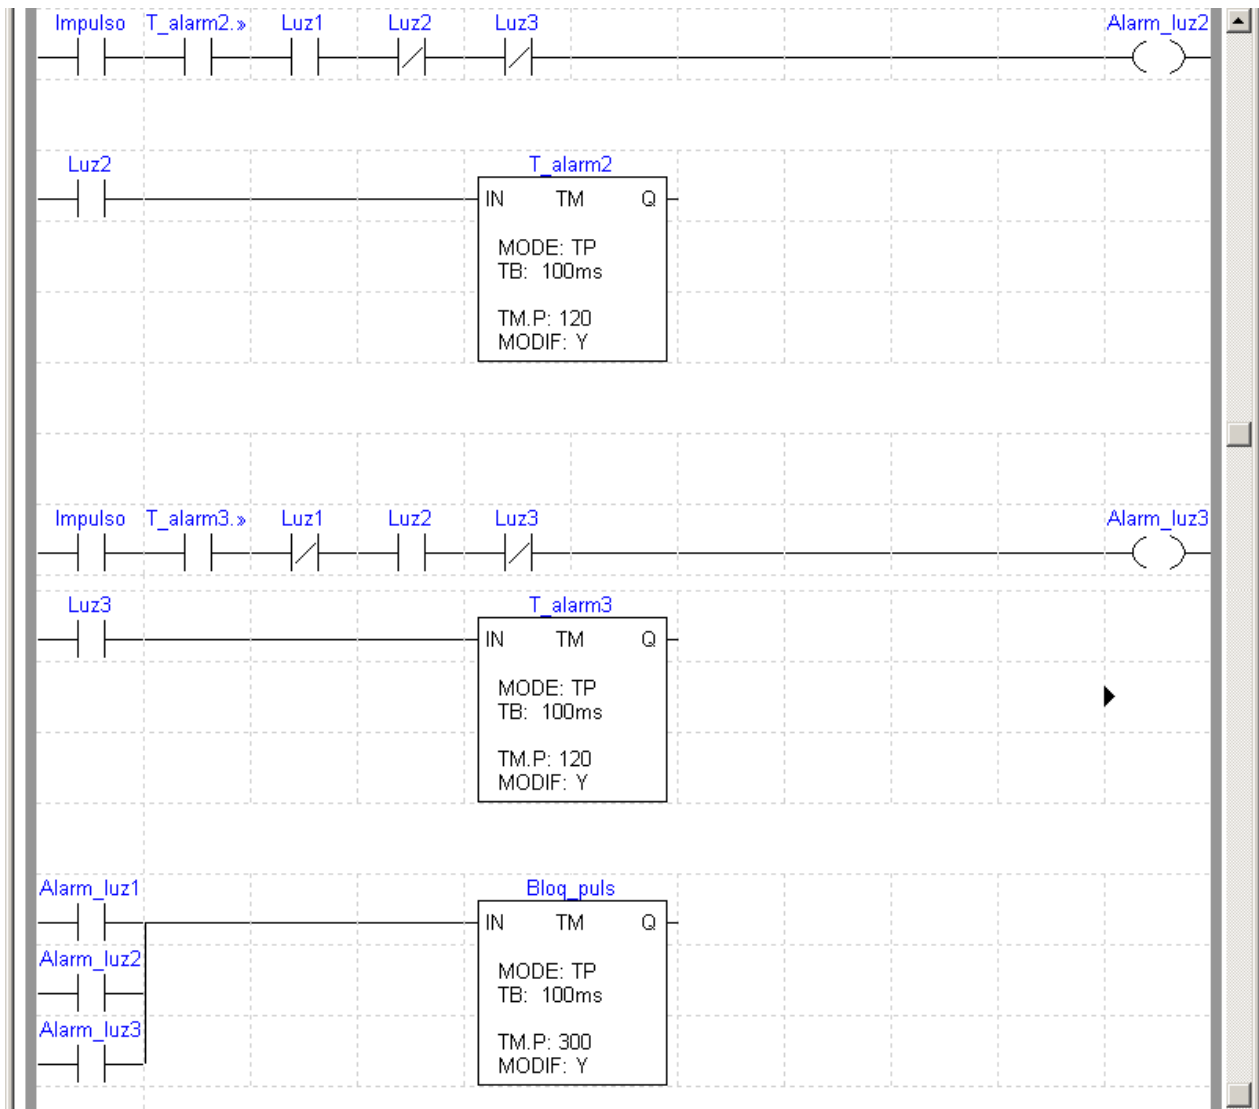 Impulso T_alarm2.» Luz1 Luz2 Luz3 Alarm_luz2
Luz2 T_alarm2
IN TM Q
MODE: TP
TB: 100ms
TM.P: 120
MODIF: Y
Impulso T_alarm3.» Luz1 Luz2 Luz3 Alarm_luz3
Luz3 T_alarm3
IN TM Q
MODE: TP
TB: 100ms
TM.P: 120
MODIF: Y
Alarm_luz1 Bloq_puls
IN TM Q
Alarm_luz2
MODE: TP
TB: 100ms
Alarm_luz3
TM.P: 300
MODIF: Y